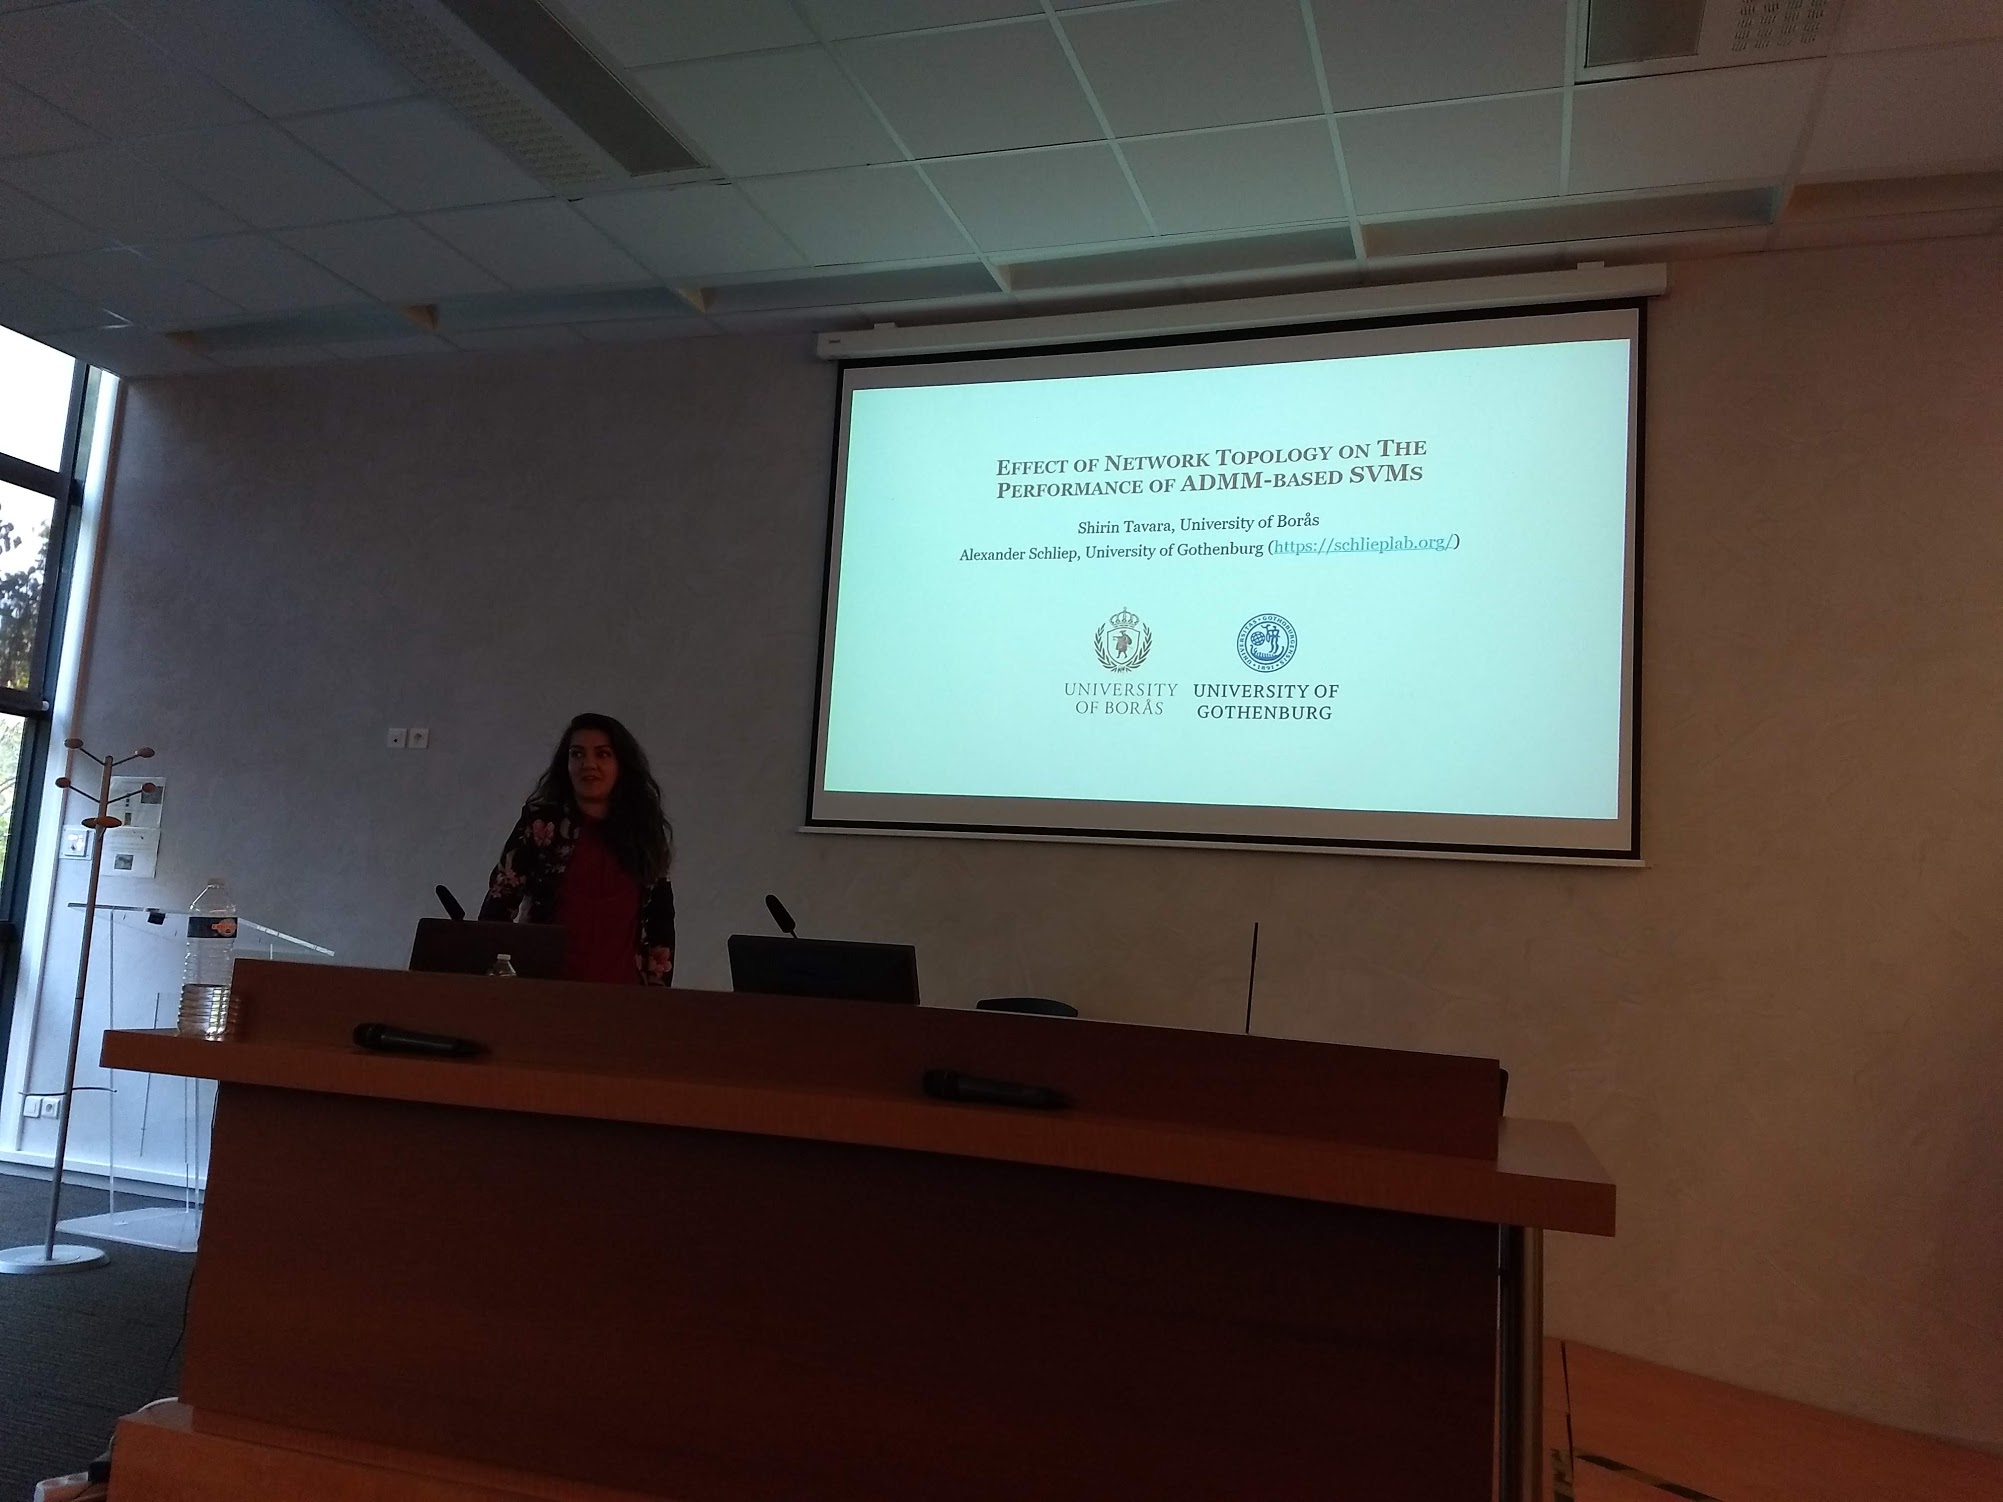 EFFECT OF NETWORK TOPOLOGY ON THE
PERFORMANCE OF ADMM-BASED SVMS
Shirin Tavara, University of Borås
Alexander Schliep, University of Gothenburg (https://schlieplab.org/)
UNIVERSITY
OF BORÅS
UNIVERSITY OF
GOTHENBURG